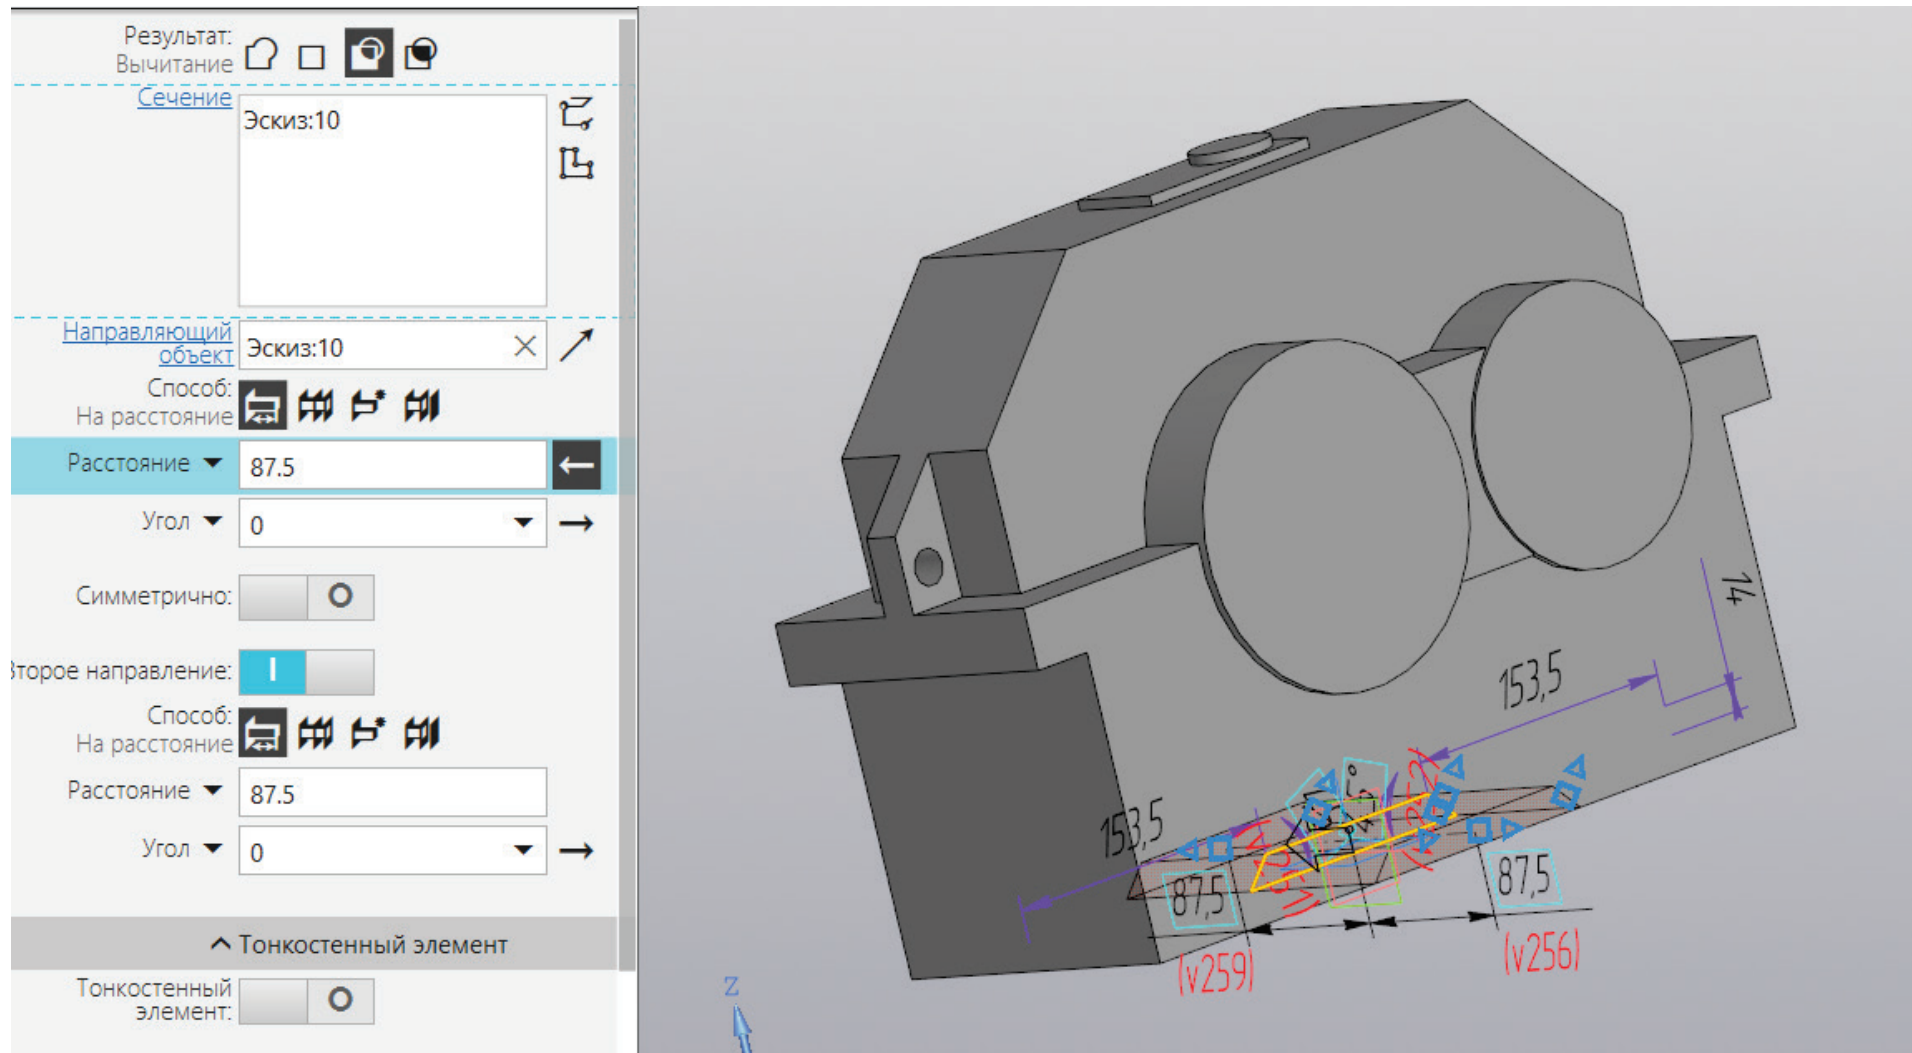 Результат:
Вычитание
Сечение
Эскиз:10
Направляющий
объект
Эскиз:10
Способ:
На расстояние
Расстояние
87.5
Угол
0
Симметрично:
Второе направление:
Способ:
На расстояние
Расстояние
87.5
Угол
0
Тонкостенный элемент
Тонкостенный
элемент:
14
153,5
153,5
87,5
87,5
(v259)
(v256)
Z